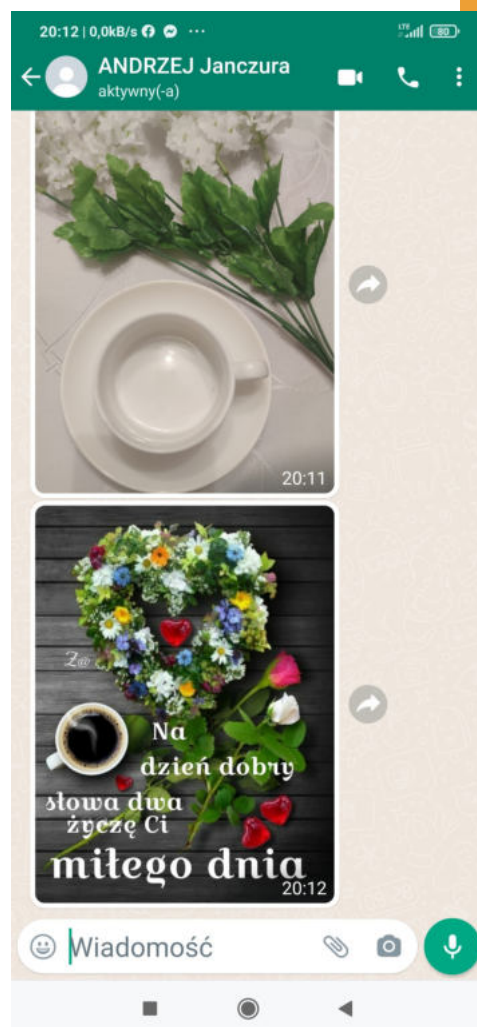 20:12 | 0,0kB/s ···
LTE 80
ANDRZEJ Janczura
aktywny(-a)
20:11
Z@
Na
dzień dobry
słowa dwa
życzę Ci
miłego dnia
20:12
Wiadomość